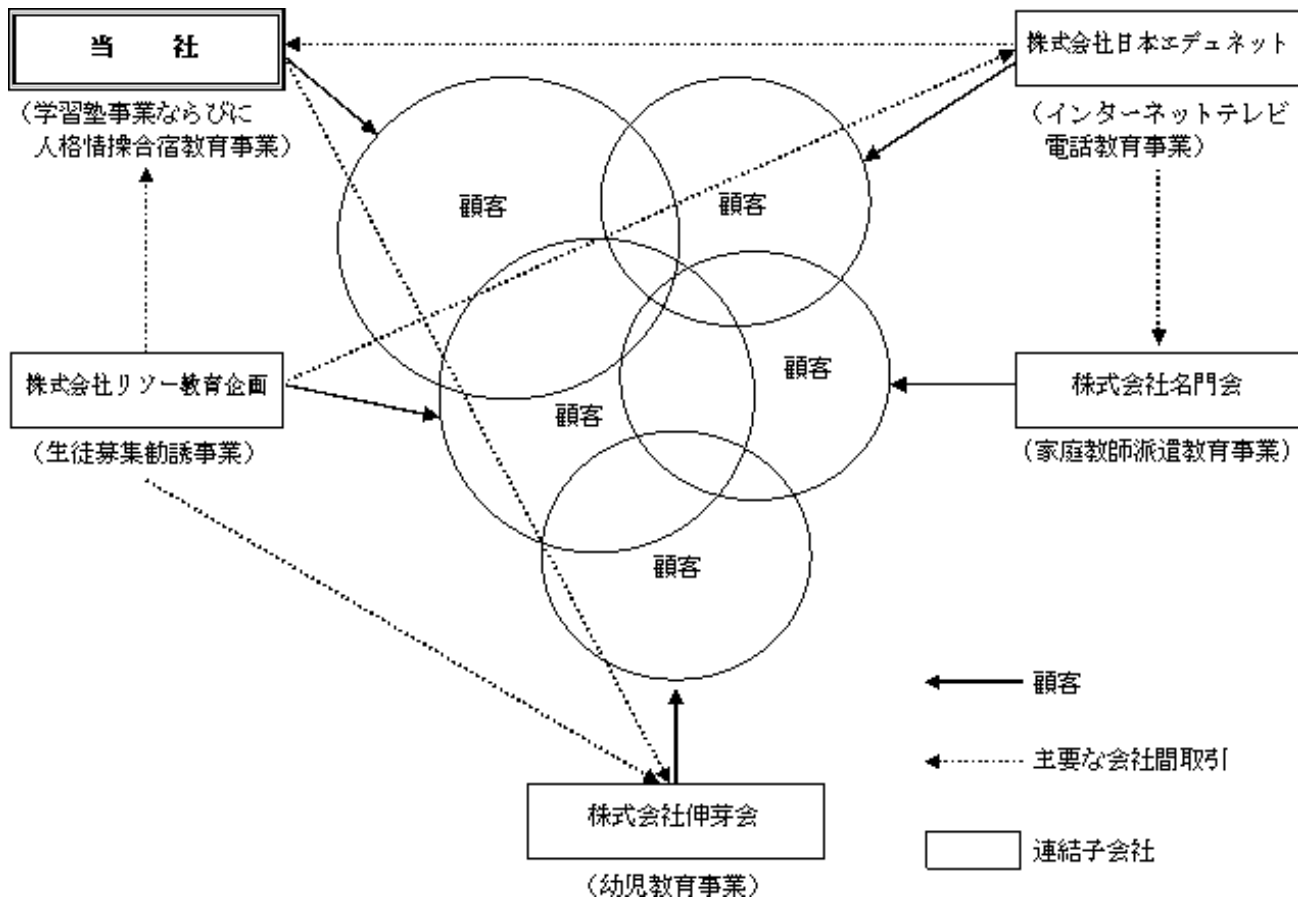 当　　社
株式会社日本エデュネット
（学習塾事業ならびに
人格情操合宿教育事業）
（インターネットテレビ
電話教育事業）
顧客
顧客
株式会社リソー教育企画
顧客
株式会社名門会
顧客
（生徒募集勧誘事業）
（家庭教師派遣教育事業）
顧客
顧客
主要な会社間取引
株式会社伸芽会
連結子会社
（幼児教育事業）